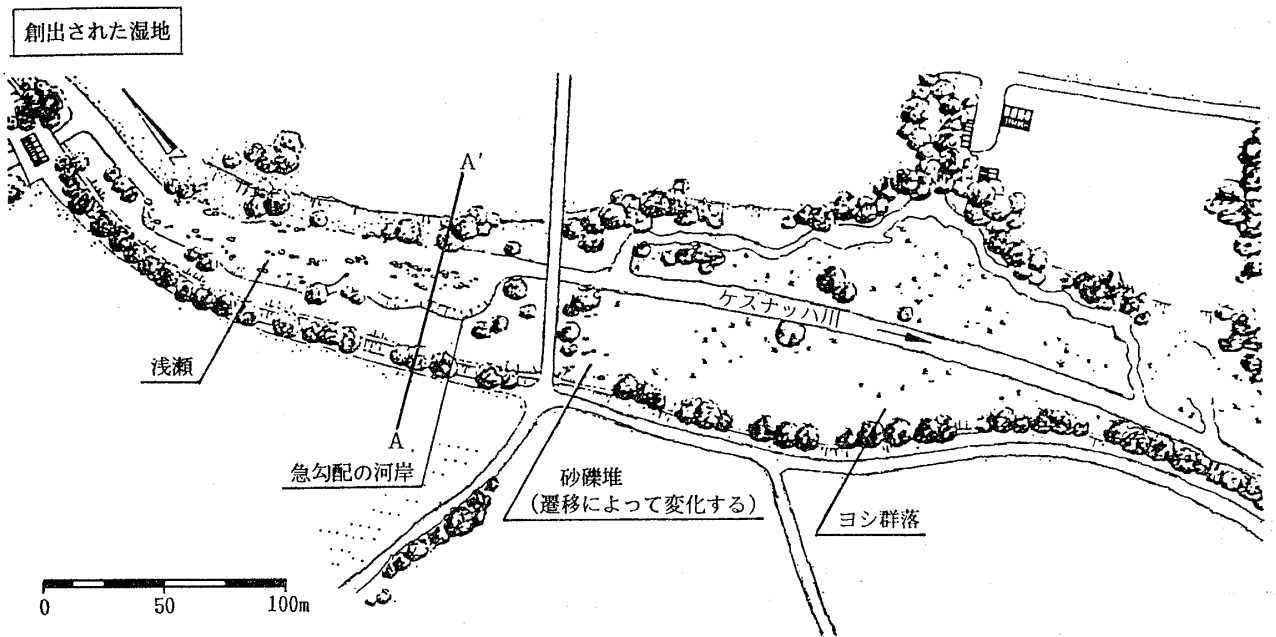 創出された湿地
A'
ケスナッハ川
浅瀬
A
急勾配の河岸
砂礫堆
（遷移によって変化する）
ヨシ群落
0 50 100m